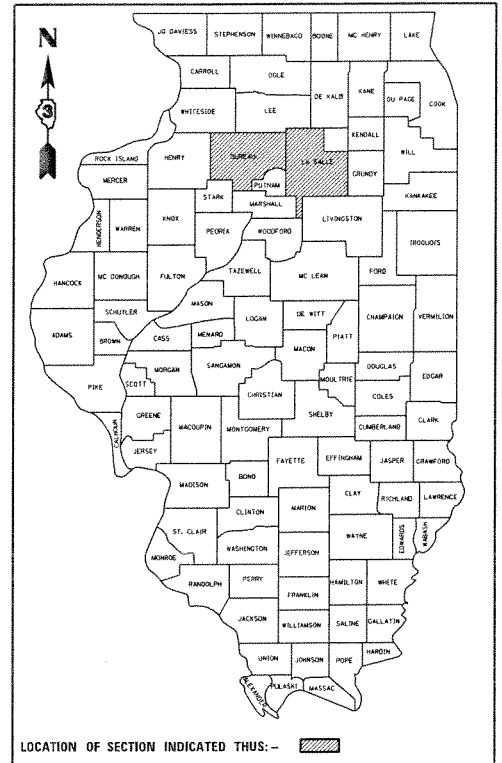 JO DAVIESS STEPHENSON WINNEBAGO BOONE MC HENRY LAKE
N
CARROLL OGLE
DE KALB KANE COOK
DU PAGE
3
WHITESIDE LEE
KENDALL
WILL
ROCK ISLAND HENRY BUREAU LA SALLE
GRUNDY
MERCER PUTNAM
KANKAKEE
STARK MARSHALL
HENDERSON WARREN KNOX PEORIA WOODFORD LIVINGSTON
IROQUOIS
HANCOCK MC DONOUGH FULTON TAZEWELL MC LEAN FORD
MASON
SCHUYLER LOGAN DE WITT CHAMPAIGN VERMILION
ADAMS BROWN CASS MENARD PIATT
MACON
MORGAN SANGAMON DOUGLAS EDGAR
PIKE SCOTT MOULTRIE
CHRISTIAN COLES
GREENE SHELBY
CALHOUN MACOUPIN MONTGOMERY CUMBERLAND CLARK
JERSEY
FAYETTE EFFINGHAM JASPER CRAWFORD
BOND
MADISON CLAY
CLINTON MARION RICHLAND LAWRENCE
ST. CLAIR WAYNE EDWARDS WABASH
WASHINGTON JEFFERSON
MONROE
RANDOLPH PERRY HAMILTON WHITE
FRANKLIN
JACKSON WILLIAMSON SALINE GALLATIN
UNION JOHNSON POPE HARDIN
ALEXANDER PULASKI MASSAC
LOCATION OF SECTION INDICATED THUS: -